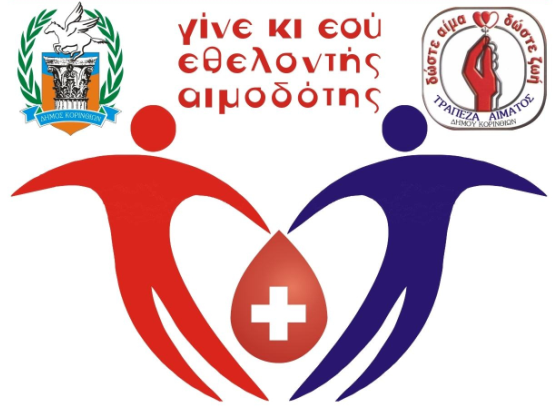 γίνε κι εσύ
εθελοντής
αιμοδότης
ΔΗΜΟΣ ΚΟΡΙΝΘΙΩΝ
δώστε αίμα δώστε ζωή
ΤΡΑΠΕΖΑ ΑΙΜΑΤΟΣ
ΔΗΜΟΥ ΚΟΡΙΝΘΙΩΝ